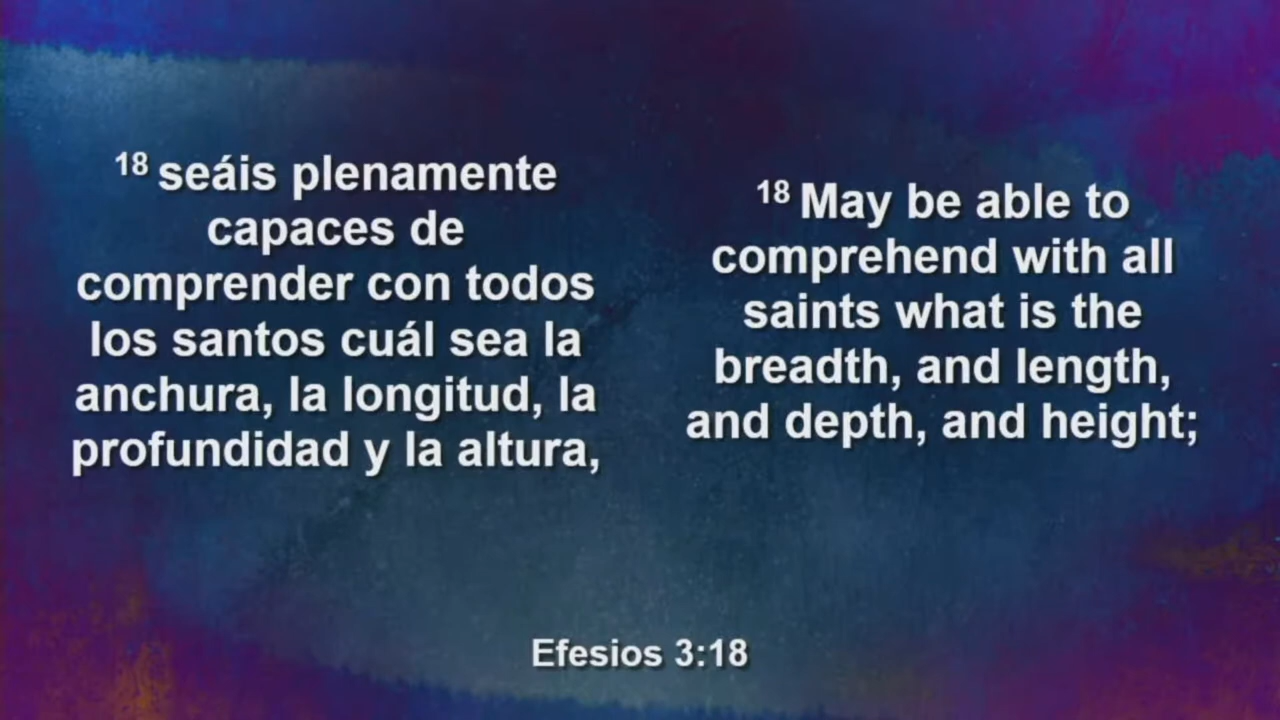 18 seáis plenamente
capaces de
comprender con todos
los santos cuál sea la
anchura, la longitud, la
profundidad y la altura,
18 May be able to
comprehend with all
saints what is the
breadth, and length,
and depth, and height;
Efesios 3:18